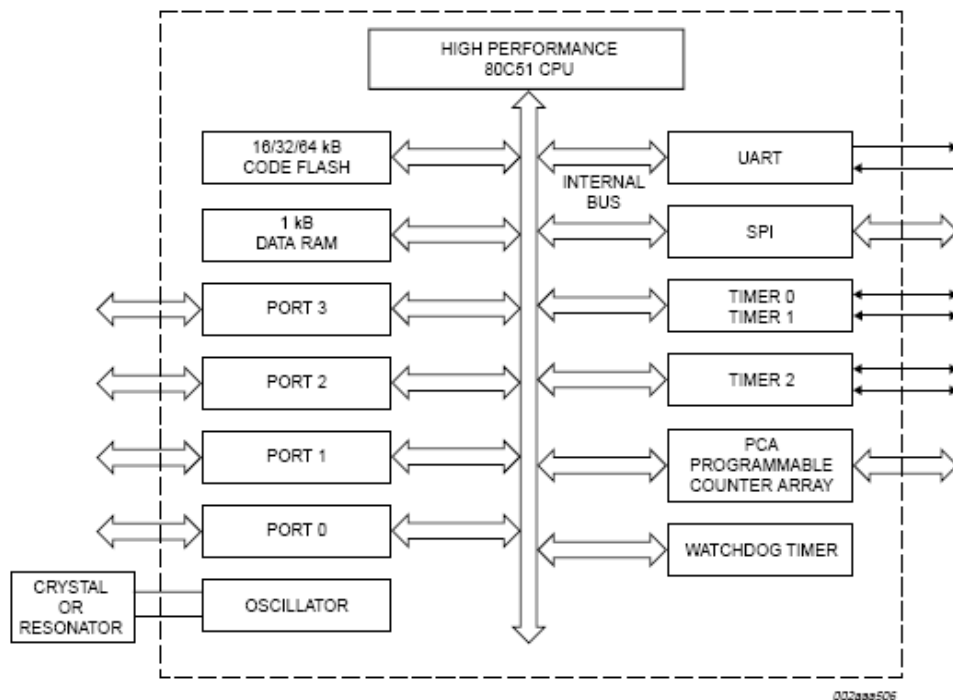 HIGH PERFORMANCE
80C51 CPU
16/32/64 kB
CODE FLASH
UART
INTERNAL
BUS
1 kB
DATA RAM
SPI
PORT 3
TIMER 0
TIMER 1
PORT 2
TIMER 2
PORT 1
PCA
PROGRAMMABLE
COUNTER ARRAY
PORT 0
WATCHDOG TIMER
CRYSTAL
OR
RESONATOR
OSCILLATOR
002aaa506